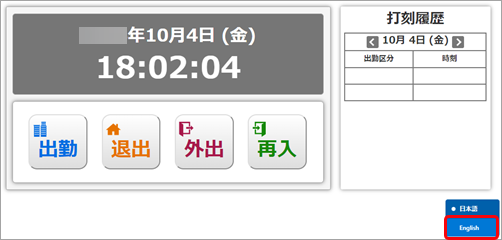 年10月4日 (金)
18:02:04
出勤
退出
外出
再入
打刻履歴
10月 4日 (金)
出勤区分 時刻
日本語
English